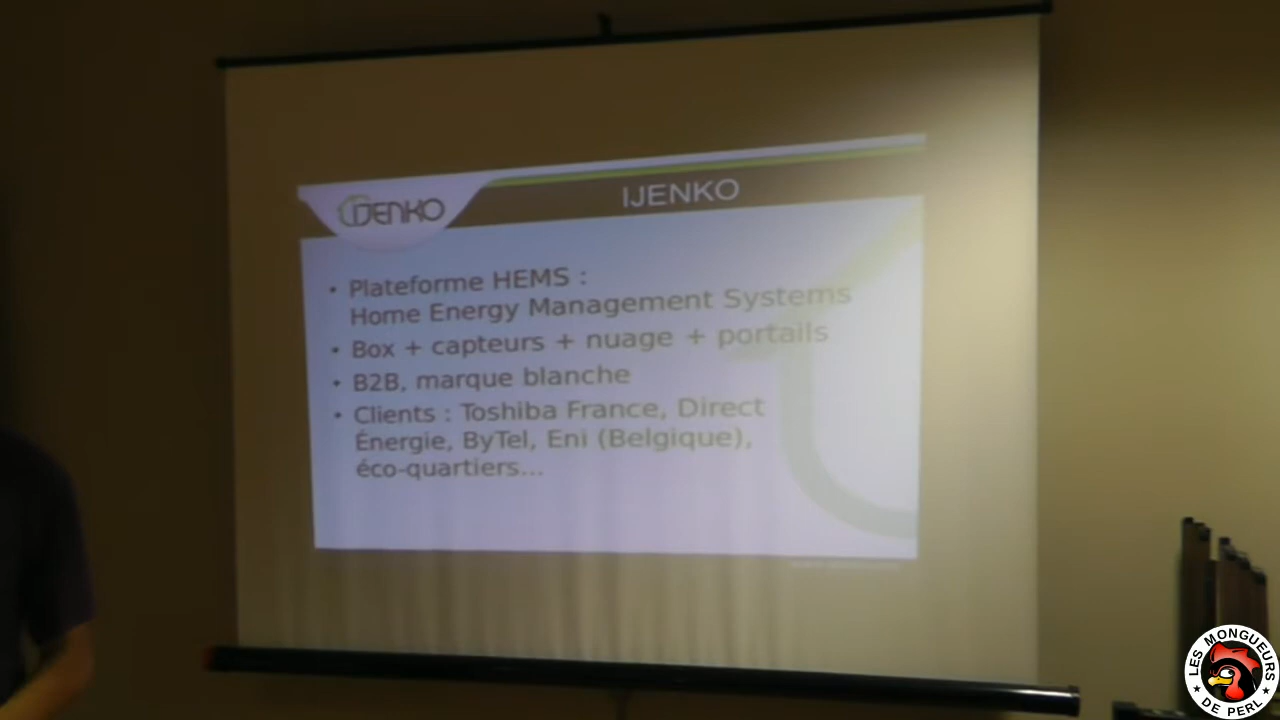 IJENKO
IJENKO
• Plateforme HEMS :
Home Energy Management Systems
• Box + capteurs + nuage + portails
• B2B, marque blanche
• Clients : Toshiba France, Direct
Énergie, ByTel, Eni (Belgique),
éco-quartiers...
LES MONGUEURS
★ DE PERL ★